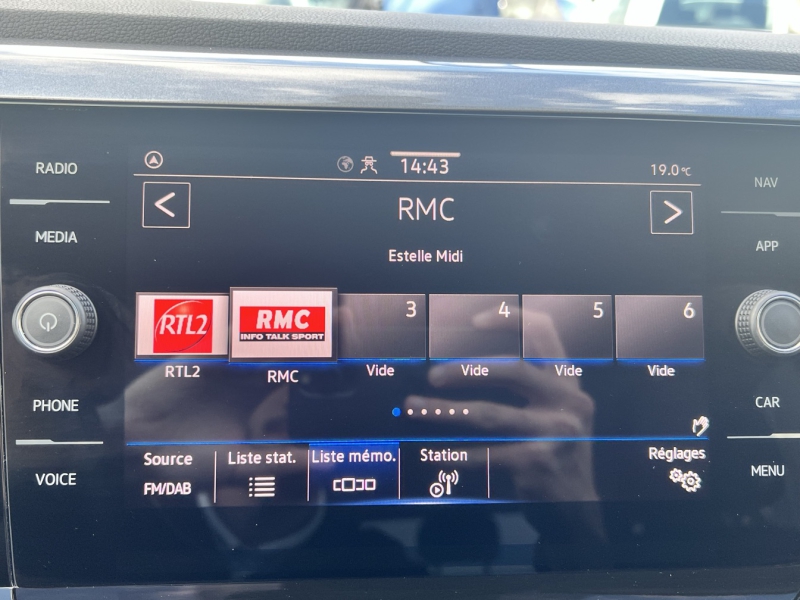 RADIO
MEDIA
PHONE
VOICE
14:43
19.0°C
<
RMC
>
Estelle Midi
RTL2
RMC
INFO TALK SPORT
3
4
5
6
RTL2
RMC
Vide
Vide
Vide
Vide
Source
FM/DAB
Liste stat.
Liste mémo.
Station
Réglages
NAV
APP
CAR
MENU